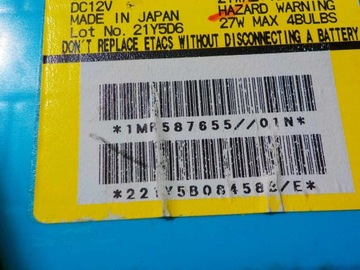 DC12V
HAZARD WARNING
MADE IN JAPAN
27W MAX 4BULBS
Lot No. 21Y5D6
DON'T REPLACE ETACS WITHOUT DISCONNECTING A BATTERY
*1MR587655//01N*